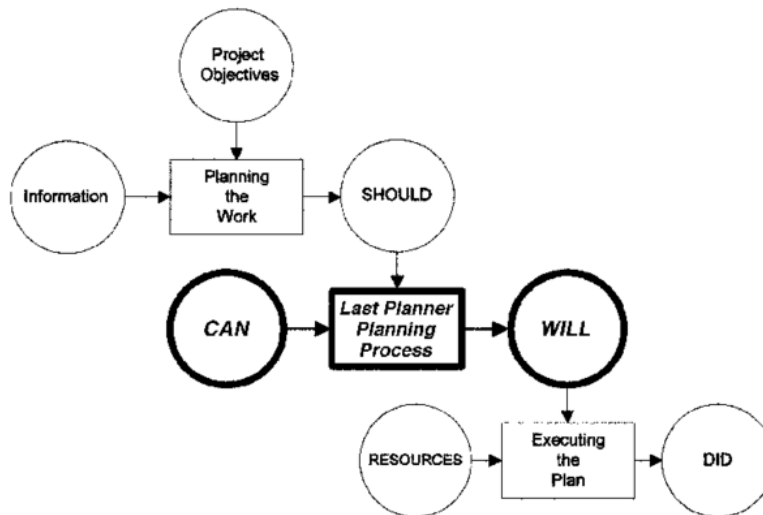 Project
Objectives
Information
Planning
the
Work
SHOULD
CAN
Last Planner
Planning
Process
WILL
RESOURCES
Executing
the
Plan
DID